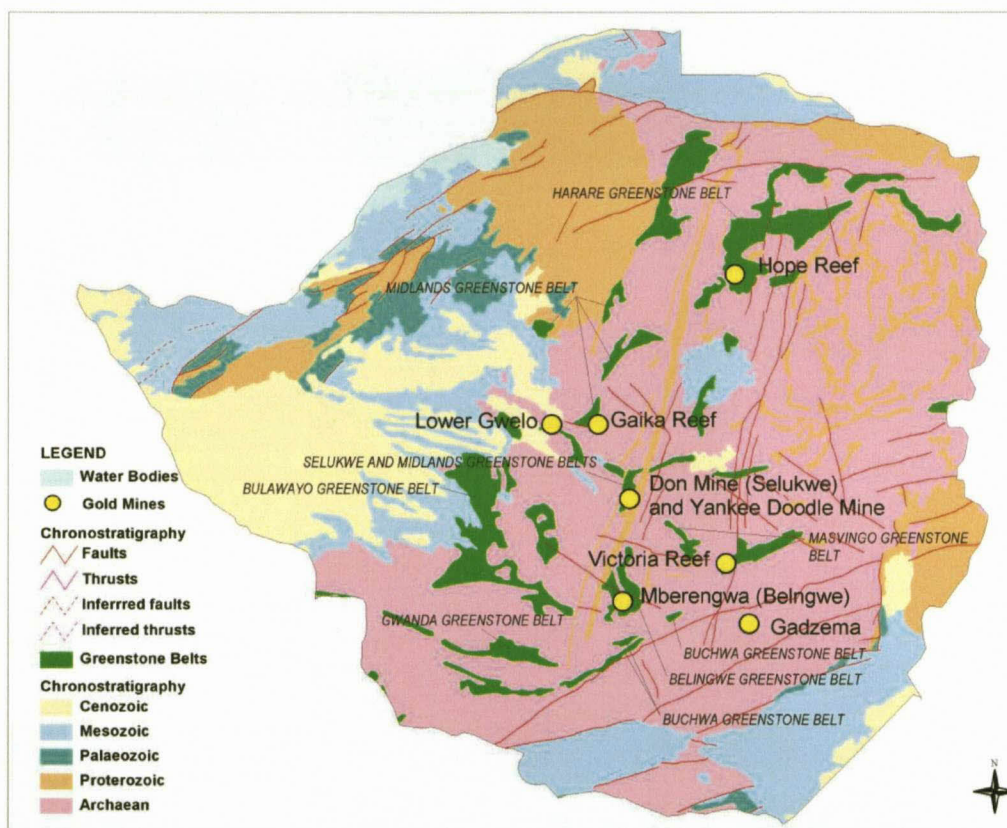 HARARE GREENSTONE BELT
Hope Reef
MIDLANDS GREENSTONE BELT
Lower Gwelo
Gaika Reef
SELUKWE AND MIDLANDS GREENSTONE BELTS
BULAWAYO GREENSTONE BELT
Don Mine (Selukwe)
and Yankee Doodle Mine
MASVINGO GREENSTONE
BELT
Victoria Reef
Mberengwa (Belngwe)
GWANDA GREENSTONE BELT
Gadzema
BUCHWA GREENSTONE BELT
BELINGWE GREENSTONE BELT
BUCHWA GREENSTONE BELT
LEGEND
Water Bodies
Gold Mines
Chronostratigraphy
Faults
Thrusts
Inferrred faults
Inferred thrusts
Greenstone Belts
Chronostratigraphy
Cenozoic
Mesozoic
Palaeozoic
Proterozoic
Archaean
N